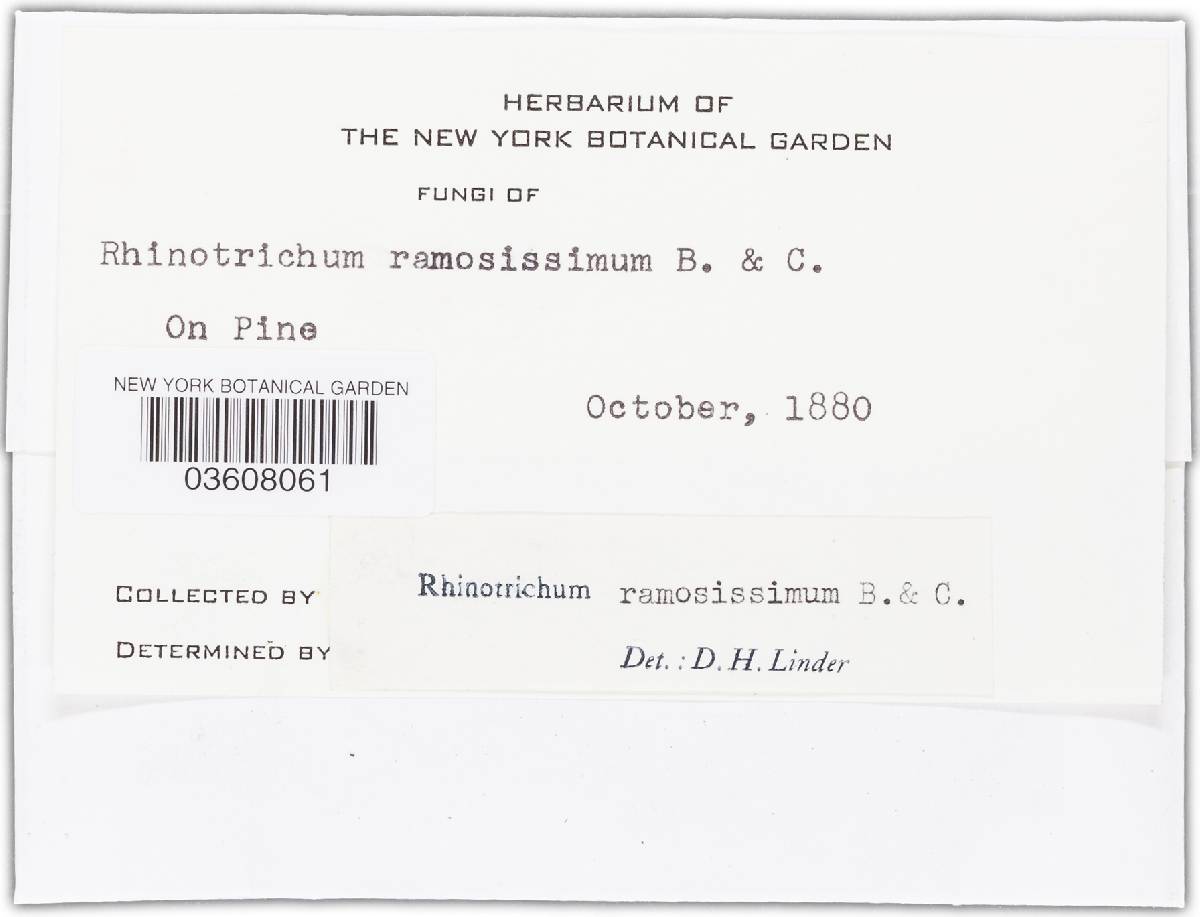 HERBARIUM OF
THE NEW YORK BOTANICAL GARDEN
FUNGI OF
Rhinotrichum ramosissimum B. & C.
On Pine
NEW YORK BOTANICAL GARDEN
03608061
October, 1880
COLLECTED BY
DETERMINED BY
Rhinotrichum ramosissimum B. & C.
Det. : D. H. Linder